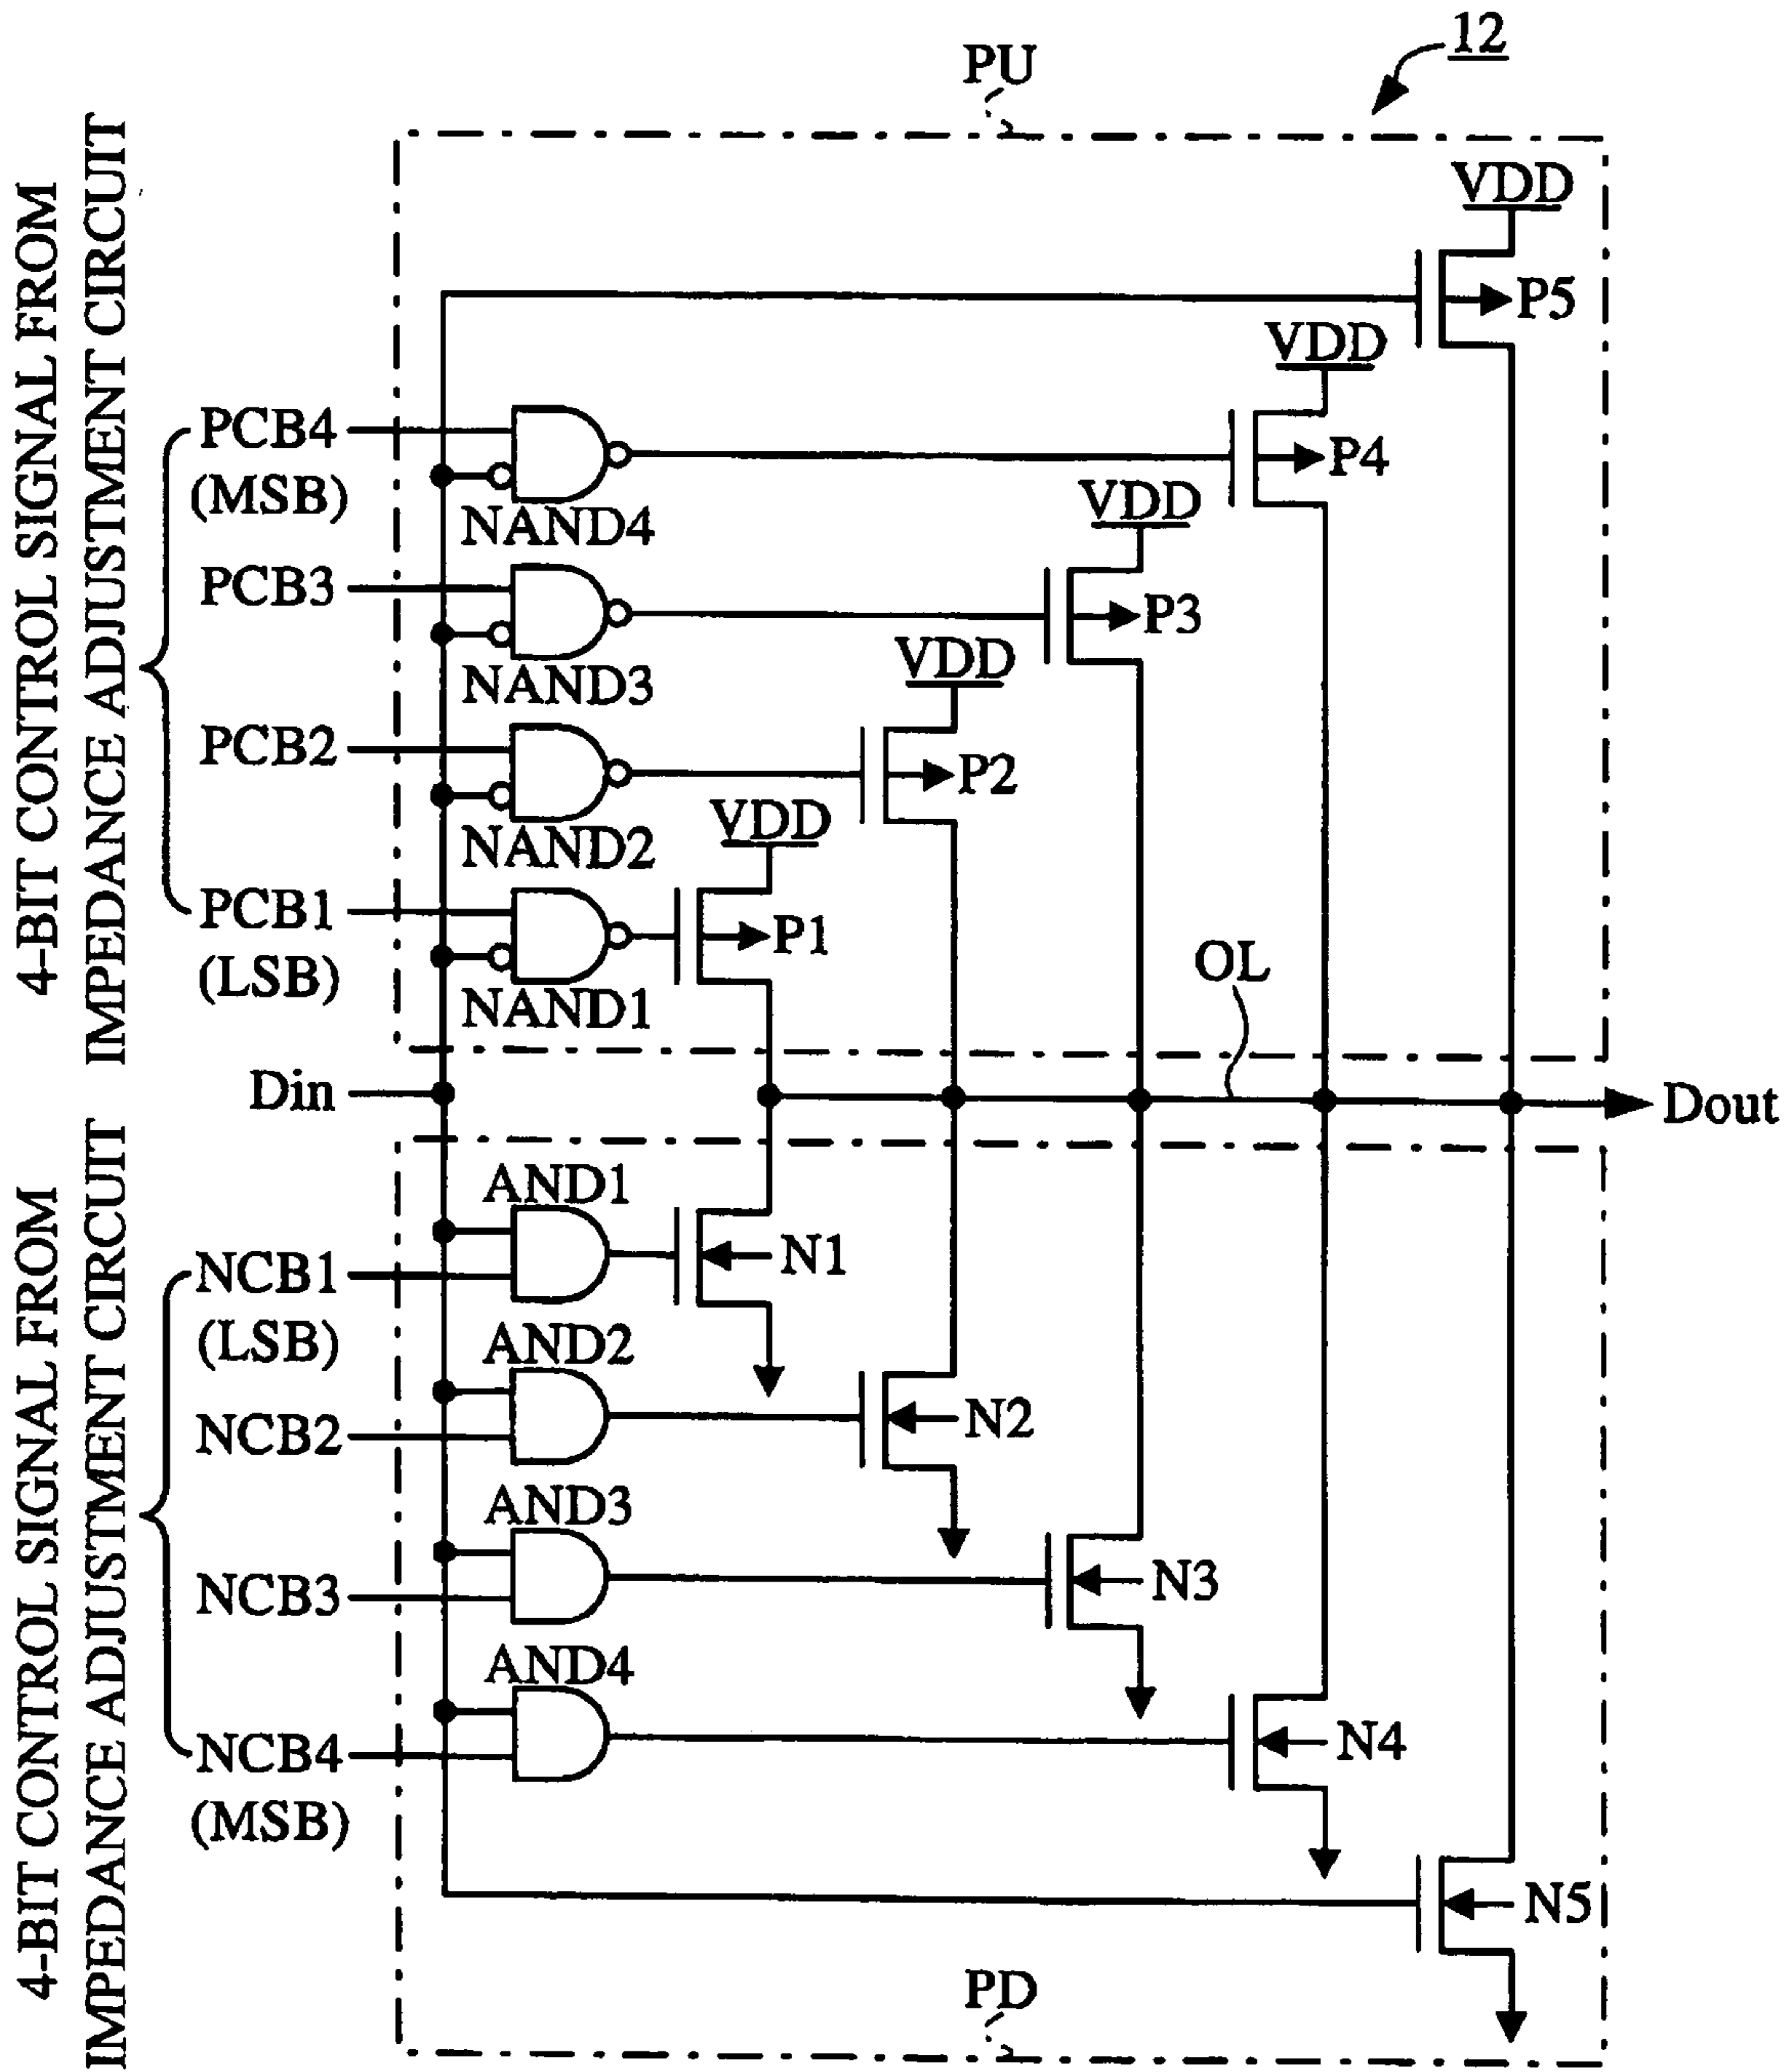 12
PU
4-BIT CONTROL SIGNAL FROM
IMPEDANCE ADJUSTMENT CIRCUIT
VDD
P5
VDD
PCB4
(MSB)
P4
NAND4
VDD
PCB3
P3
NAND3
VDD
PCB2
P2
NAND2
VDD
PCB1
(LSB)
P1
NAND1
OL
Din
Dout
4-BIT CONTROL SIGNAL FROM
IMPEDANCE ADJUSTMENT CIRCUIT
AND1
NCB1
(LSB)
N1
AND2
NCB2
N2
AND3
NCB3
N3
AND4
NCB4
(MSB)
N4
N5
PD